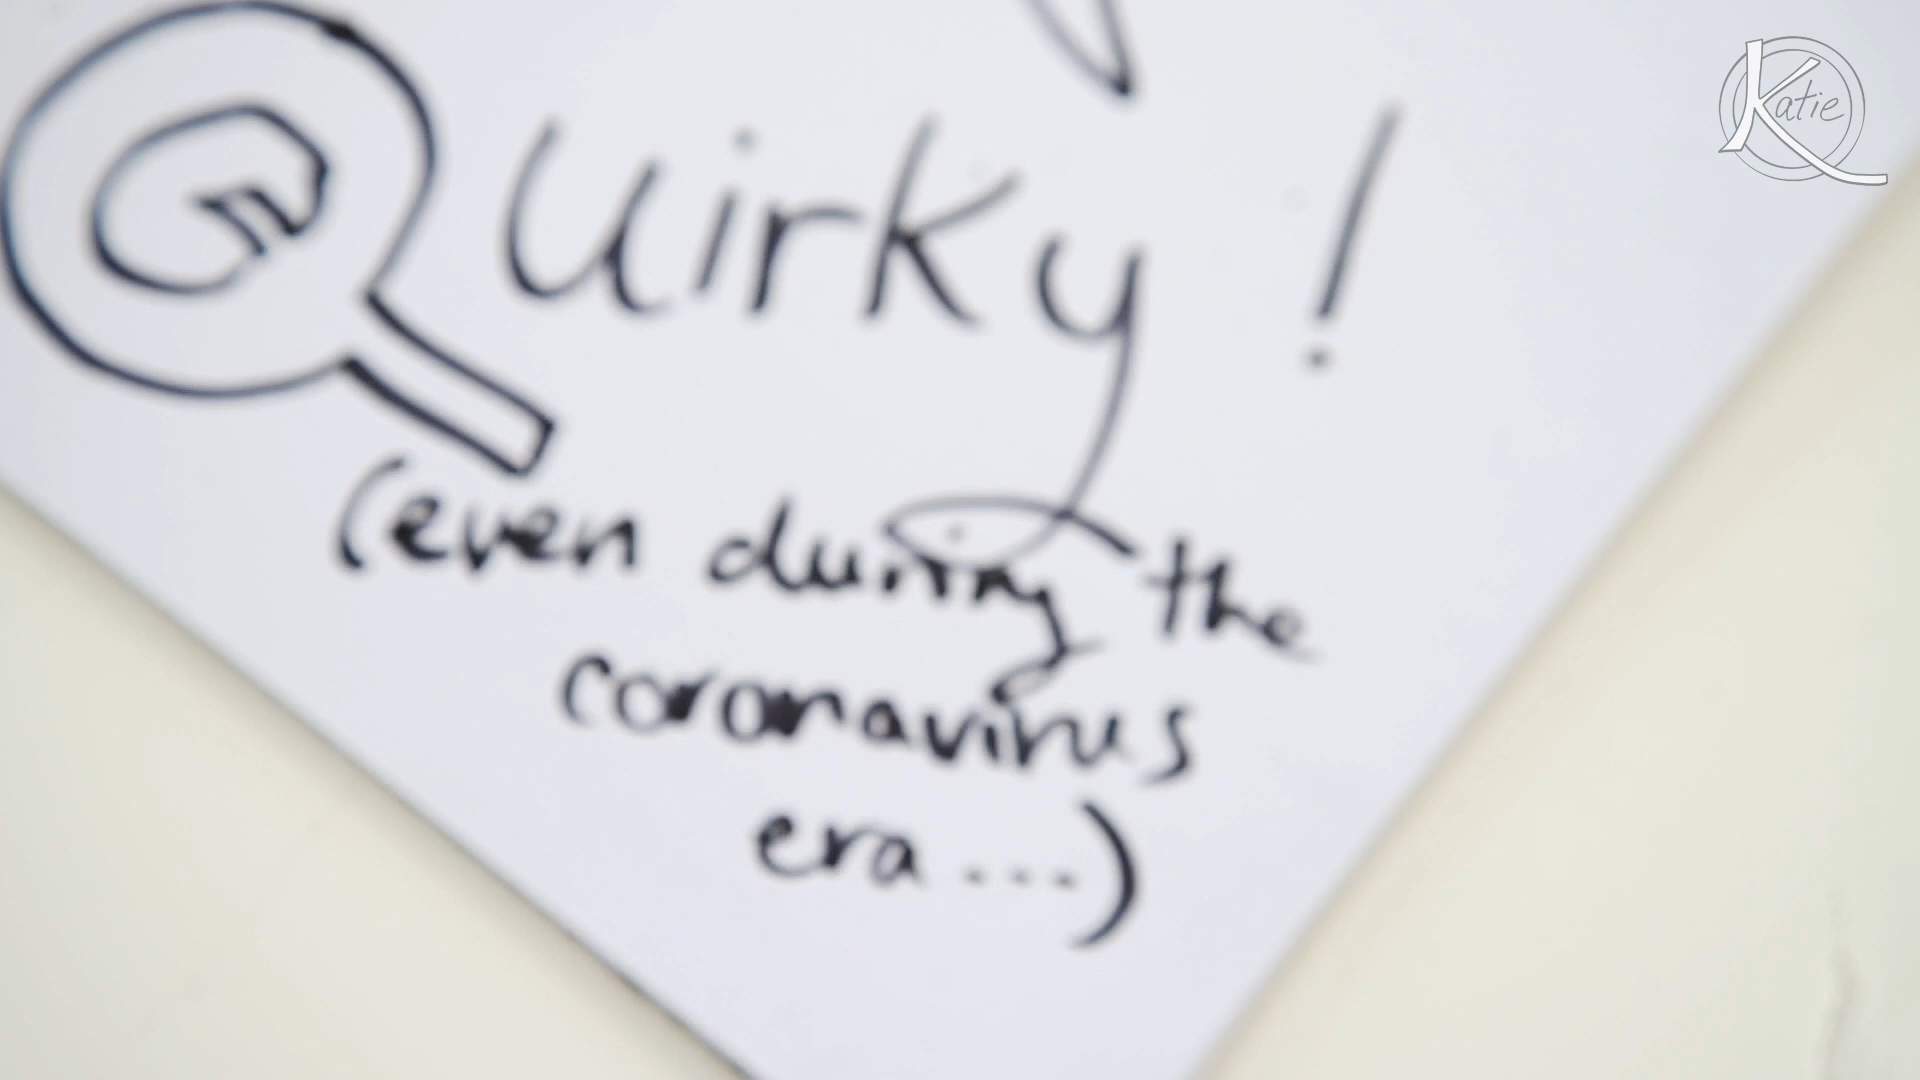 Quirky!
(even during the
coronavirus
era...)
Katie